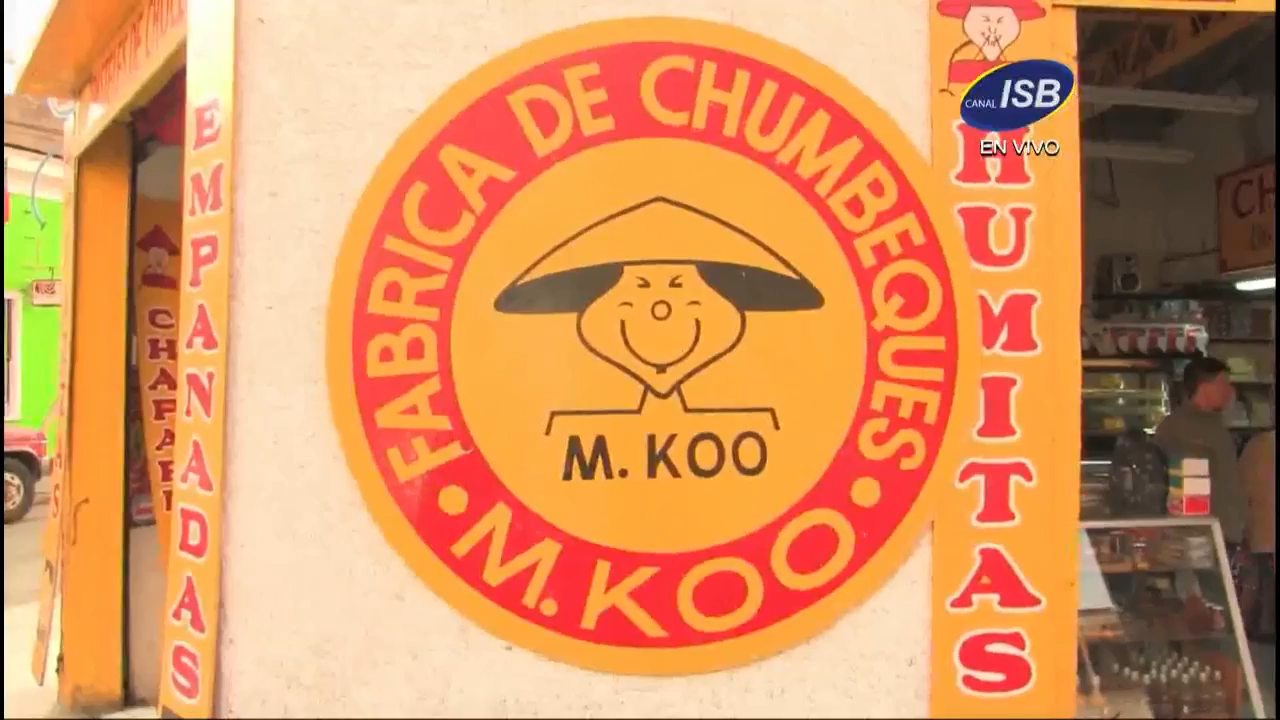 EMPANADAS
FABRICA DE CHUMBEQUES
• M. KOO •
M. KOO
HUMITAS
CANAL ISB
EN VIVO